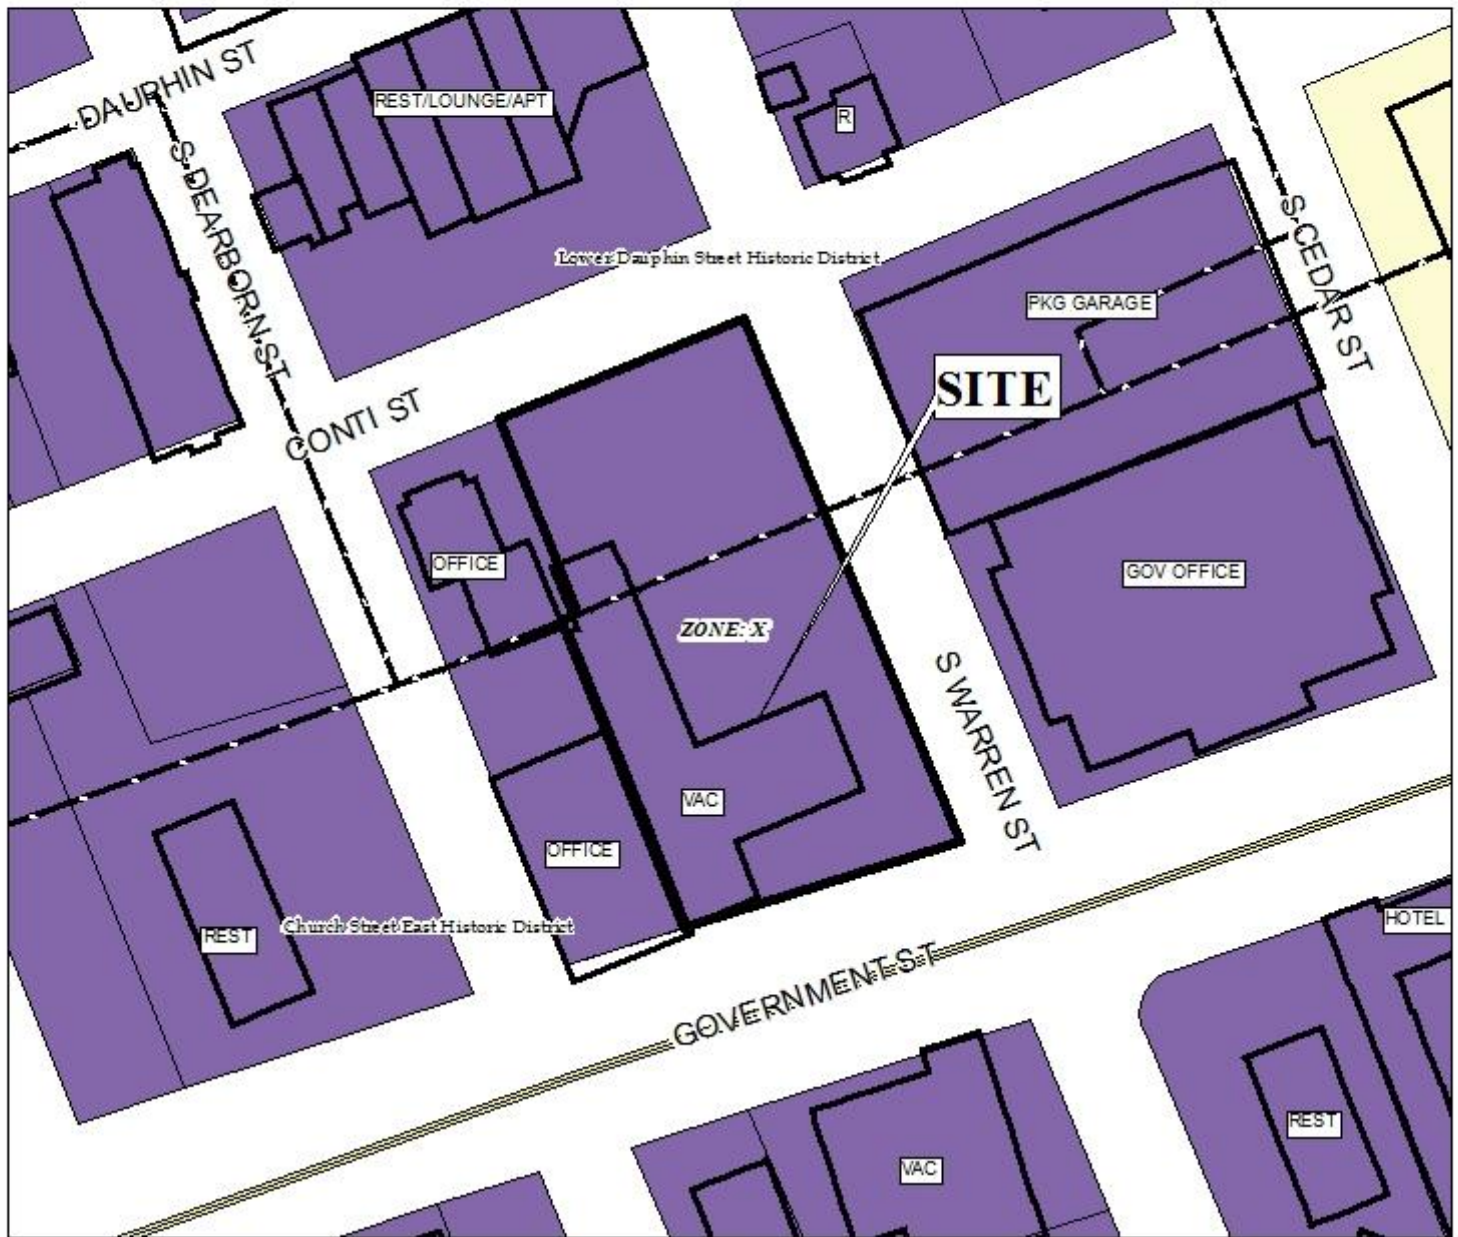 DAUPHIN ST
REST/LOUNGE/APT
R
S DEARBORN ST
S CEDAR ST
Lower Dauphin Street Historic District
PKG GARAGE
SITE
CONTI ST
OFFICE
GOV OFFICE
ZONE: X
S WARREN ST
VAC
OFFICE
REST
Church Street East Historic District
HOTEL
GOVERNMENT ST
REST
VAC